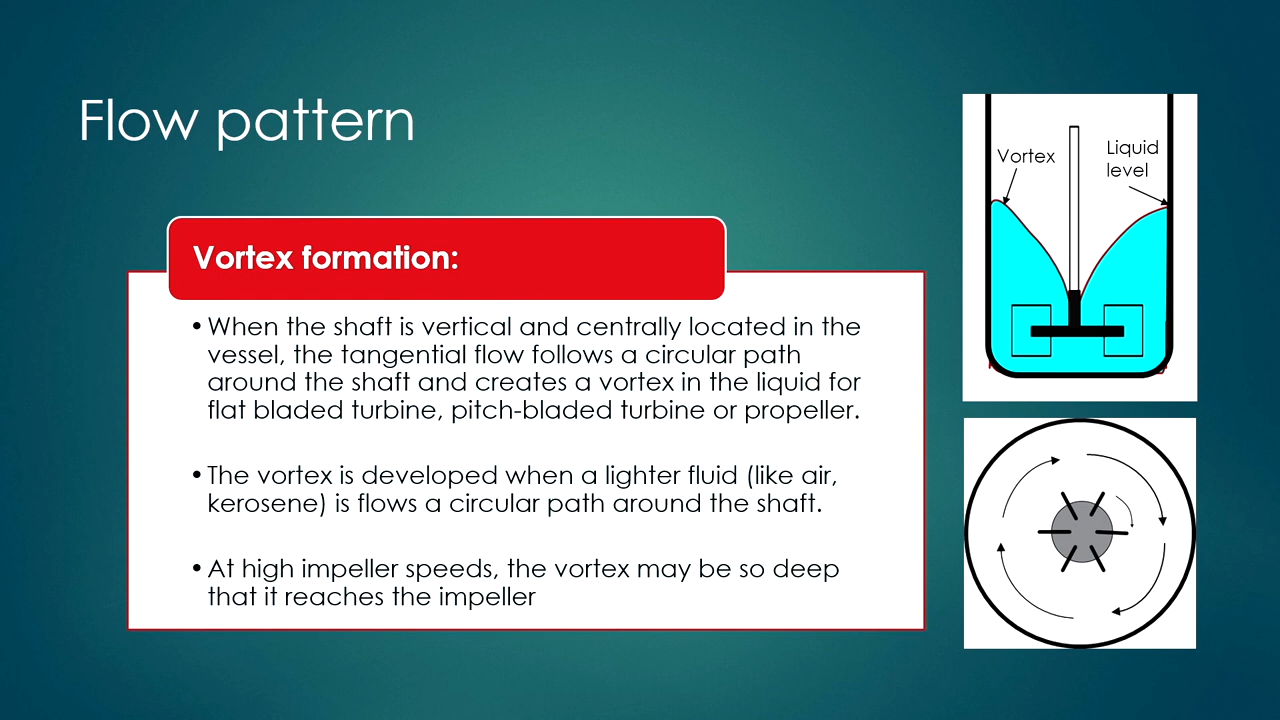 Flow pattern
Vortex formation:
•When the shaft is vertical and centrally located in the
vessel, the tangential flow follows a circular path
around the shaft and creates a vortex in the liquid for
flat bladed turbine, pitch-bladed turbine or propeller.
•The vortex is developed when a lighter fluid (like air,
kerosene) is flows a circular path around the shaft.
•At high impeller speeds, the vortex may be so deep
that it reaches the impeller
Vortex
Liquid
level